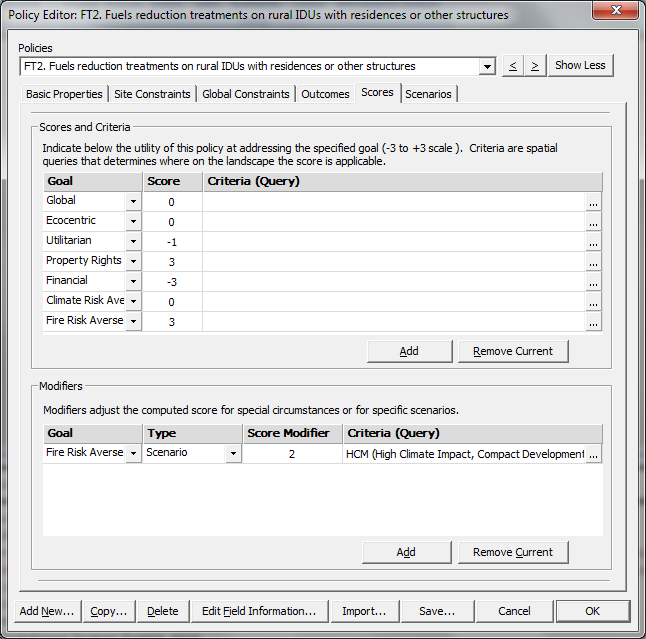 Policy Editor: FT2. Fuels reduction treatments on rural IDUs with residences or other structures
Policies
FT2. Fuels reduction treatments on rural IDUs with residences or other structures
< > Show Less
Basic Properties Site Constraints Global Constraints Outcomes Scores Scenarios
Scores and Criteria
Indicate below the utility of this policy at addressing the specified goal (-3 to +3 scale ). Criteria are spatial
queries that determines where on the landscape the score is applicable.
Goal Score Criteria (Query)
Global 0 ...
Ecocentric 0 ...
Utilitarian -1 ...
Property Rights 3 ...
Financial -3 ...
Climate Risk Ave 0 ...
Fire Risk Averse 3 ...
Add Remove Current
Modifiers
Modifiers adjust the computed score for special circumstances or for specific scenarios.
Goal Type Score Modifier Criteria (Query)
Fire Risk Averse Scenario 2 HCM (High Climate Impact, Compact Development ...
Add Remove Current
Add New... Copy... Delete Edit Field Information... Import... Save... Cancel OK